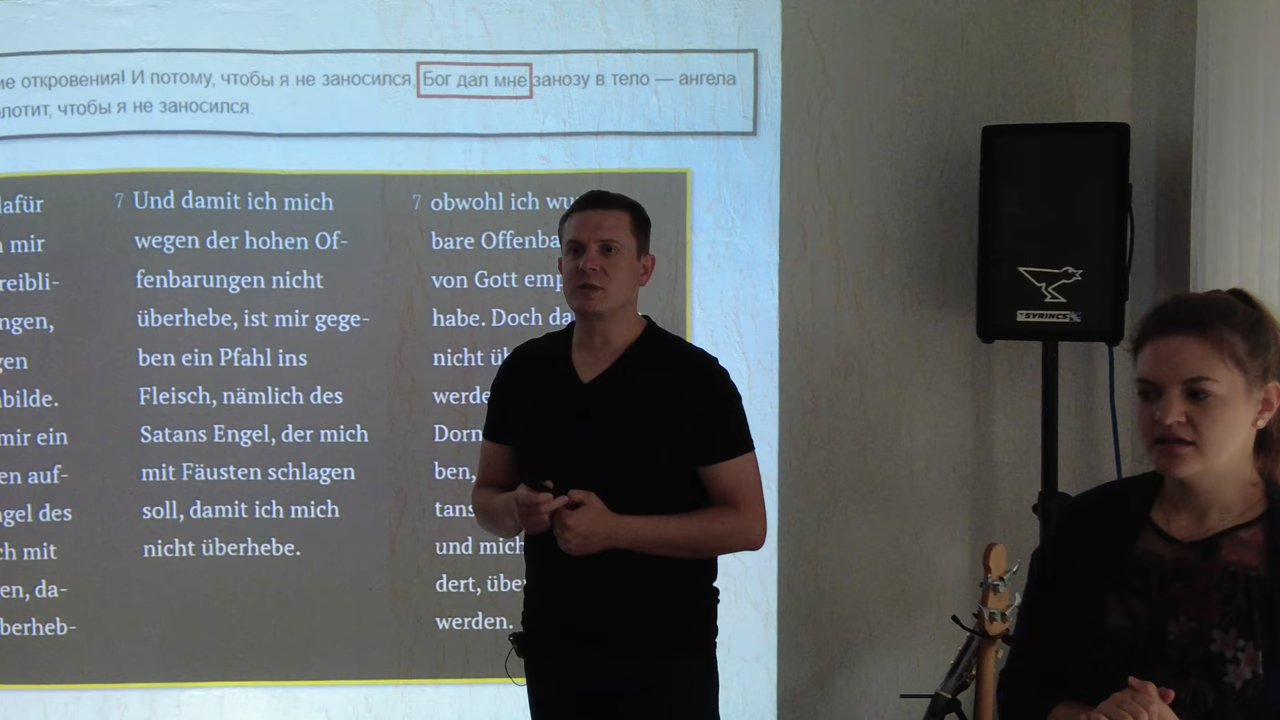 ие откровения! И потому, чтобы я не заносился Бог дал мне занозу в тело — ангела
лотит, чтобы я не заносился.
dafür
mir
reibli-
ngen,
gen
bilde.
mir ein
en auf-
gel des
ch mit
en, da-
berheb-
7 Und damit ich mich
wegen der hohen Of-
fenbarungen nicht
überhebe, ist mir gege-
ben ein Pfahl ins
Fleisch, nämlich des
Satans Engel, der mich
mit Fäusten schlagen
soll, damit ich mich
nicht überhebe.
7 obwohl ich wu
bare Offenba
von Gott emp
habe. Doch da
nicht üb
werde
Dorn
ben,
tans
und mich
dert, übe
werden.
SYRINCS